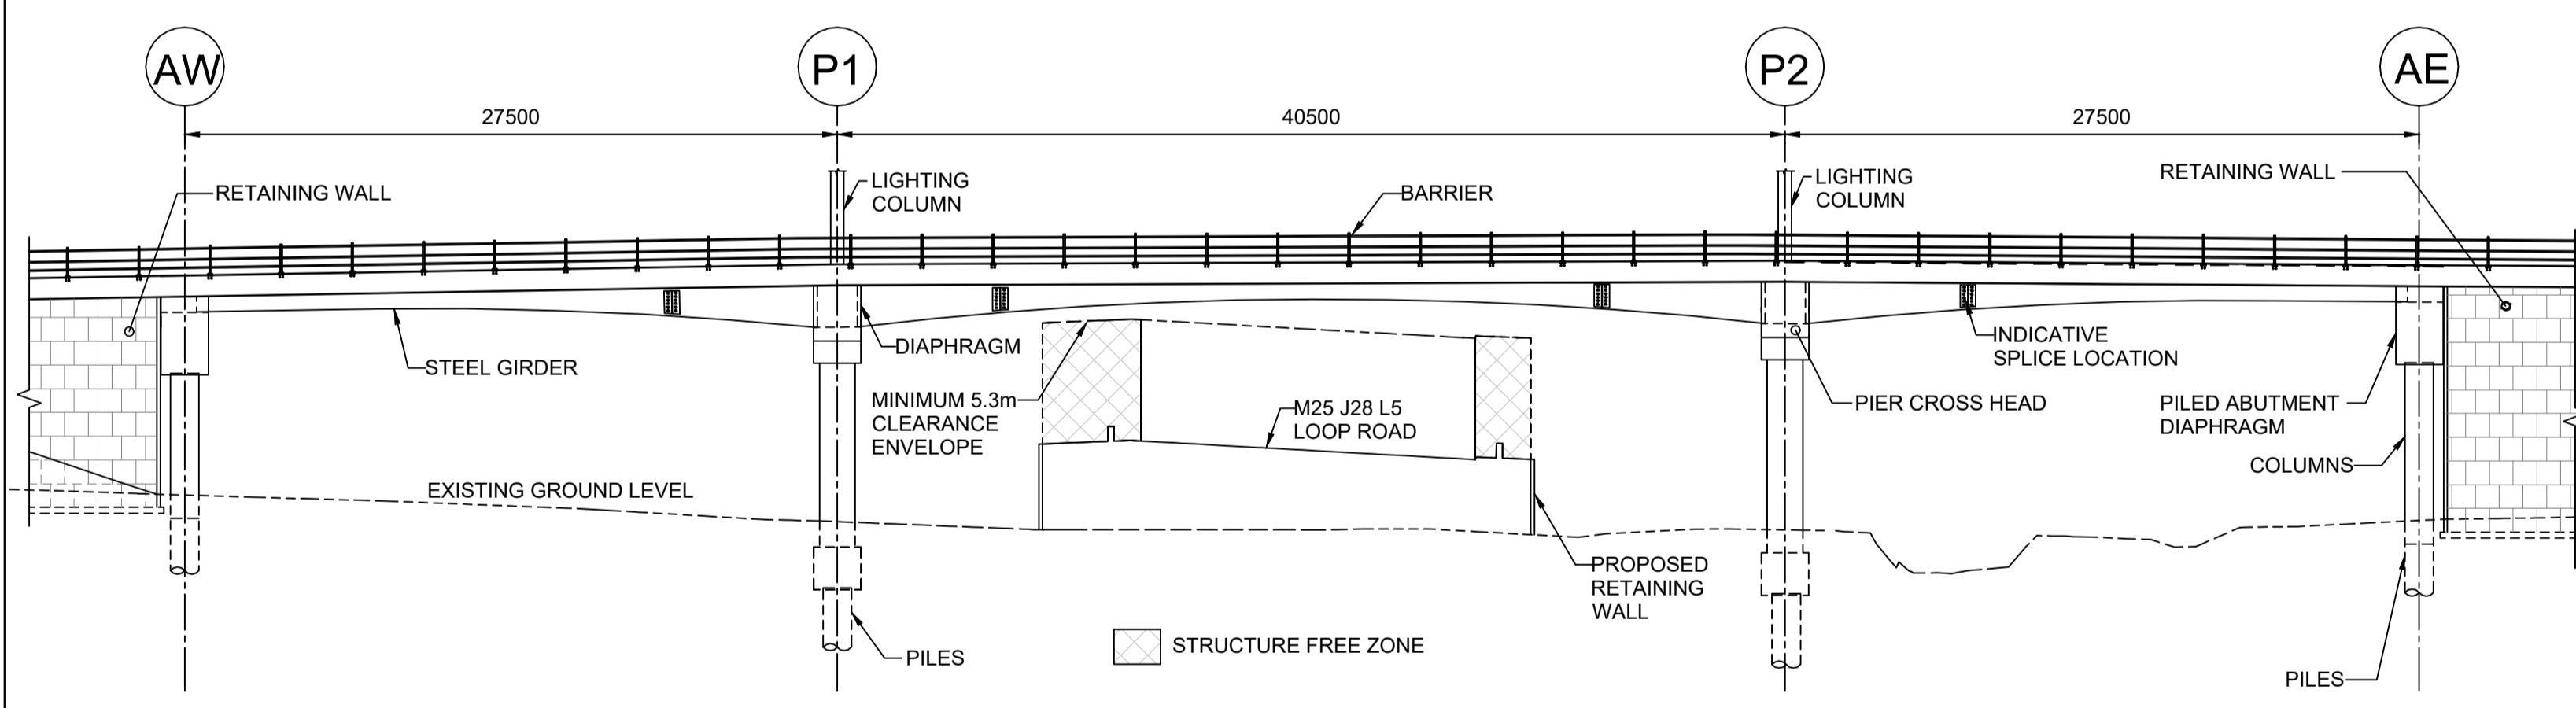 AW
P1
P2
AE
27500
40500
27500
RETAINING WALL
LIGHTING
COLUMN
BARRIER
LIGHTING
COLUMN
RETAINING WALL
STEEL GIRDER
DIAPHRAGM
MINIMUM 5.3m
CLEARANCE
ENVELOPE
M25 J28 L5
LOOP ROAD
INDICATIVE
SPLICE LOCATION
PIER CROSS HEAD
PILED ABUTMENT
DIAPHRAGM
COLUMNS
EXISTING GROUND LEVEL
PROPOSED
RETAINING
WALL
PILES
STRUCTURE FREE ZONE
PILES